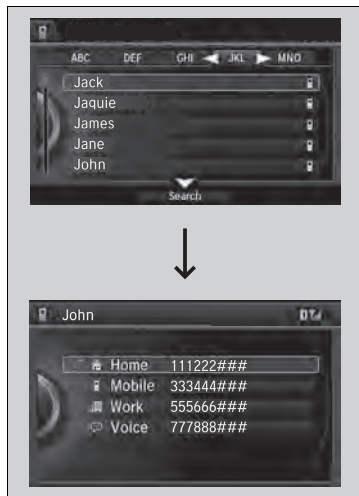 ABC DEF GHI JKL MNO
Jack
Jaquie
James
Jane
John
Search
John
Home 111222###
Mobile 333444###
Work 555666###
Voice 777888###